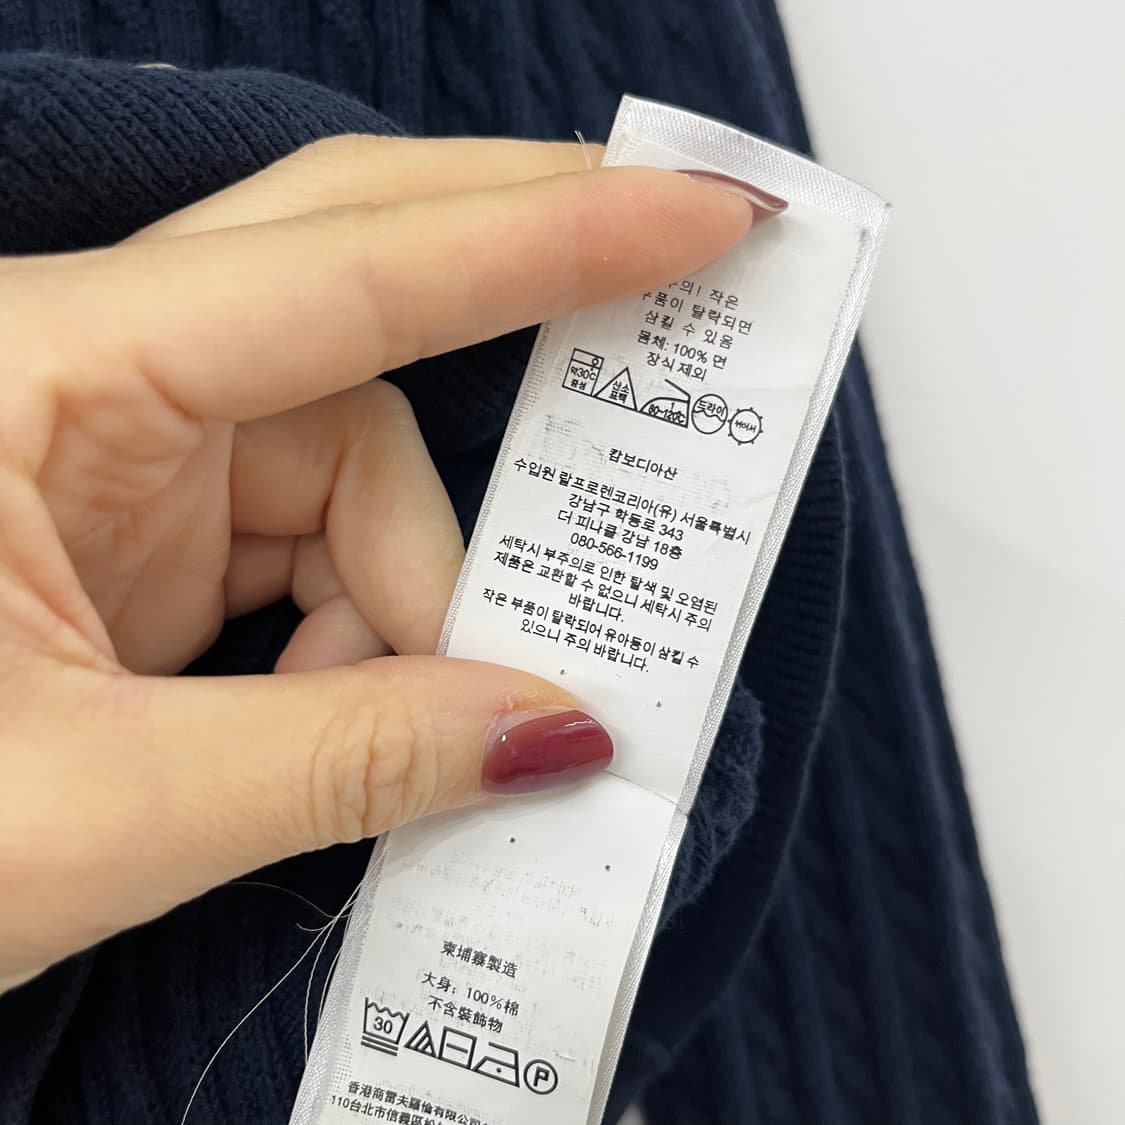 주의! 작은
부품이 탈락되면
삼킬 수 있음
몸체: 100% 면
장식 제외
약30℃
중성
산소
표백
80-120℃
드라이
뉘어서
캄보디아산
수입원 랄프로렌코리아(유) 서울특별시
강남구 학동로 343
더 피나클 강남 18층
080-566-1199
세탁시 부주의로 인한 탈색 및 오염된
제품은 교환할 수 없으니 세탁시 주의
바랍니다.
작은 부품이 탈락되어 유아등이 삼킬 수
있으니 주의 바랍니다.
柬埔寨製造
大身: 100%棉
不含裝飾物
30
P
香港商雷夫羅倫有限公司
110台北市信義區松